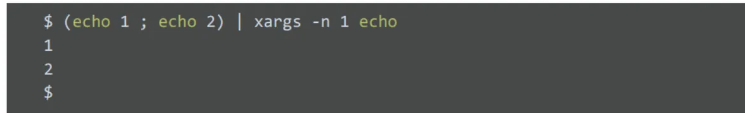 $ (echo 1 ; echo 2) | xargs -n 1 echo
1
2
$